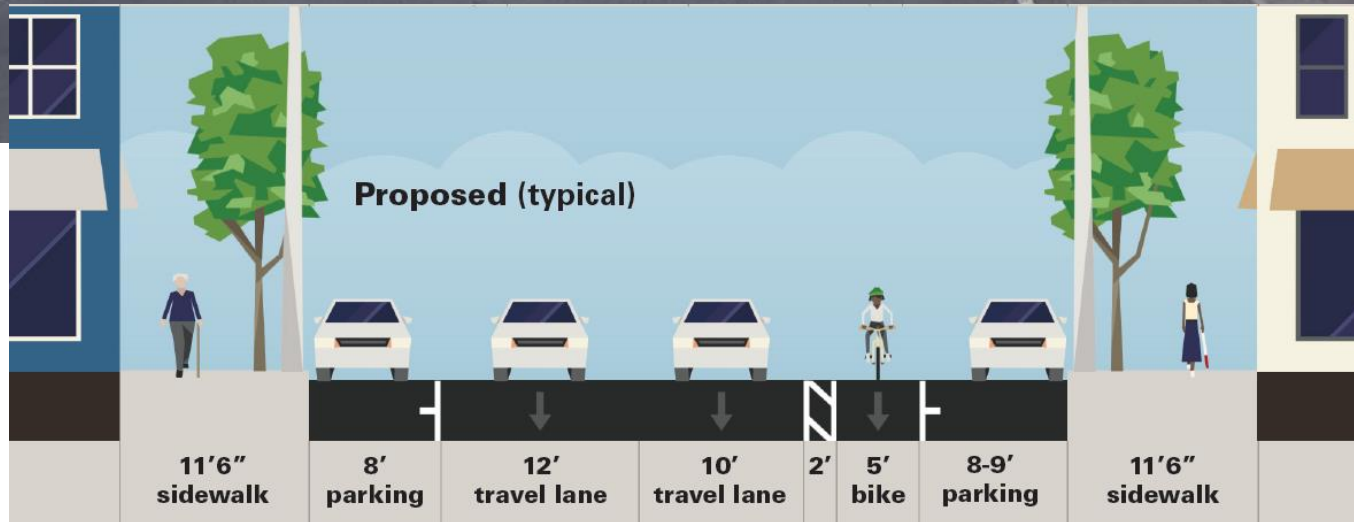 Proposed (typical)
11'6"
sidewalk
8'
parking
12'
travel lane
10'
travel lane
2'
5'
bike
8-9'
parking
11'6"
sidewalk